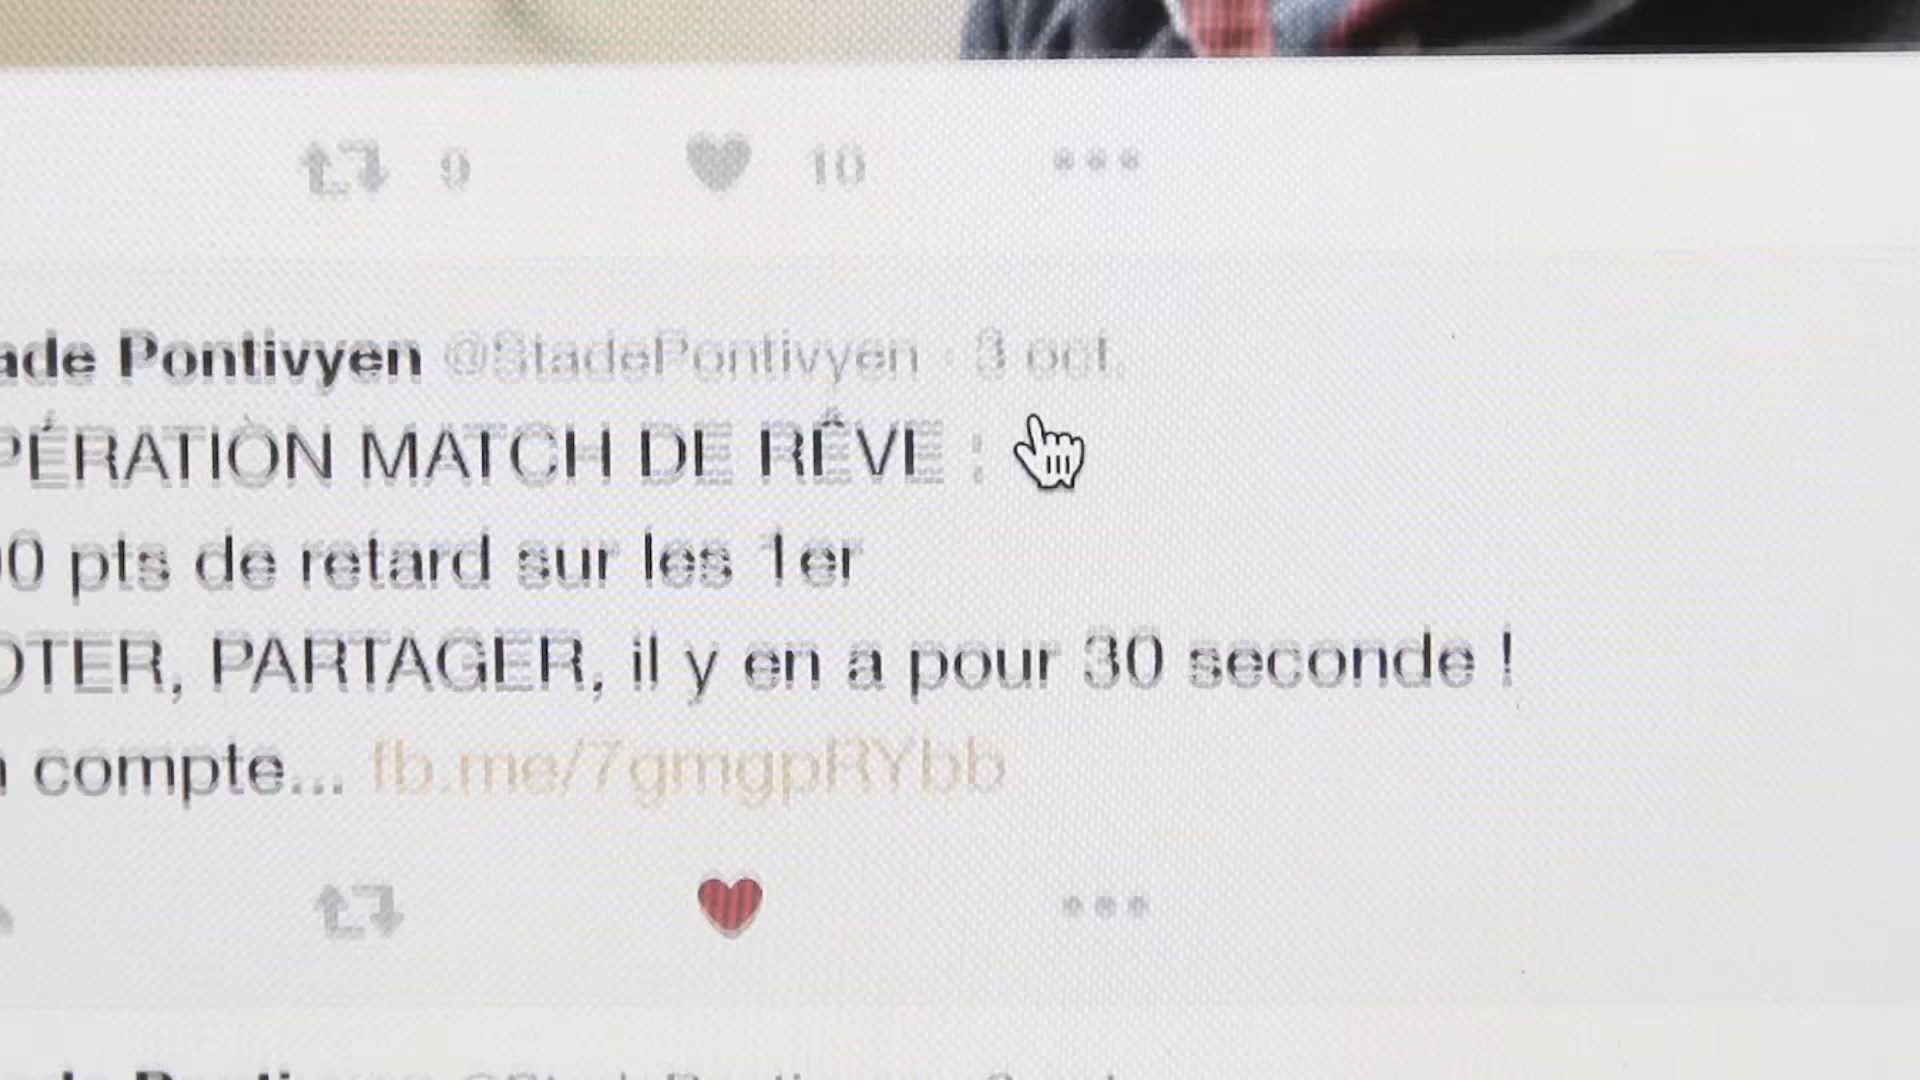 9 10
ade Pontivyen @StadePontivyen · 3 oct.
PÉRATION MATCH DE RÊVE :
00 pts de retard sur les 1er
OTER, PARTAGER, il y en a pour 30 seconde !
compte... fb.me/7gmgpRYbb